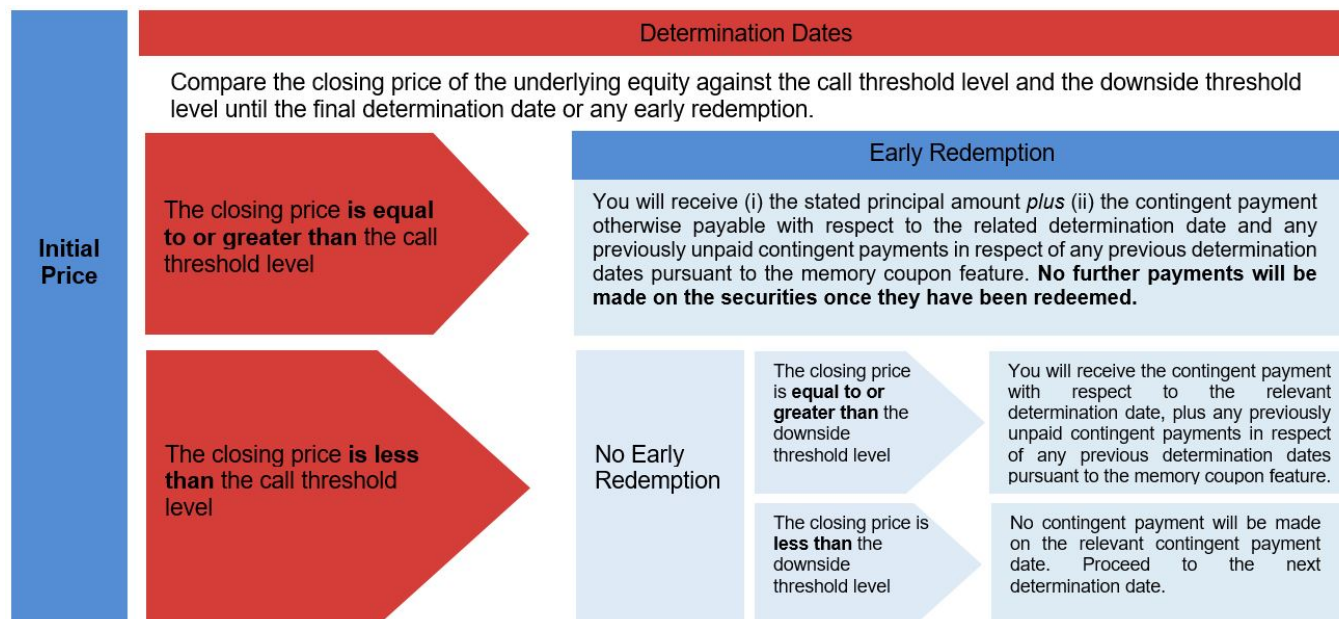 Determination Dates
Compare the closing price of the underlying equity against the call threshold level and the downside threshold
level until the final determination date or any early redemption.
Initial
Price
The closing price is equal
to or greater than the call
threshold level
Early Redemption
You will receive (i) the stated principal amount plus (ii) the contingent payment
otherwise payable with respect to the related determination date and any
previously unpaid contingent payments in respect of any previous determination
dates pursuant to the memory coupon feature. No further payments will be
made on the securities once they have been redeemed.
The closing price is less
than the call threshold
level
No Early
Redemption
The closing price
is equal to or
greater than the
downside
threshold level
You will receive the contingent payment
with respect to the relevant
determination date, plus any previously
unpaid contingent payments in respect
of any previous determination dates
pursuant to the memory coupon feature.
The closing price is
less than the
downside
threshold level
No contingent payment will be made
on the relevant contingent payment
date. Proceed to the next
determination date.